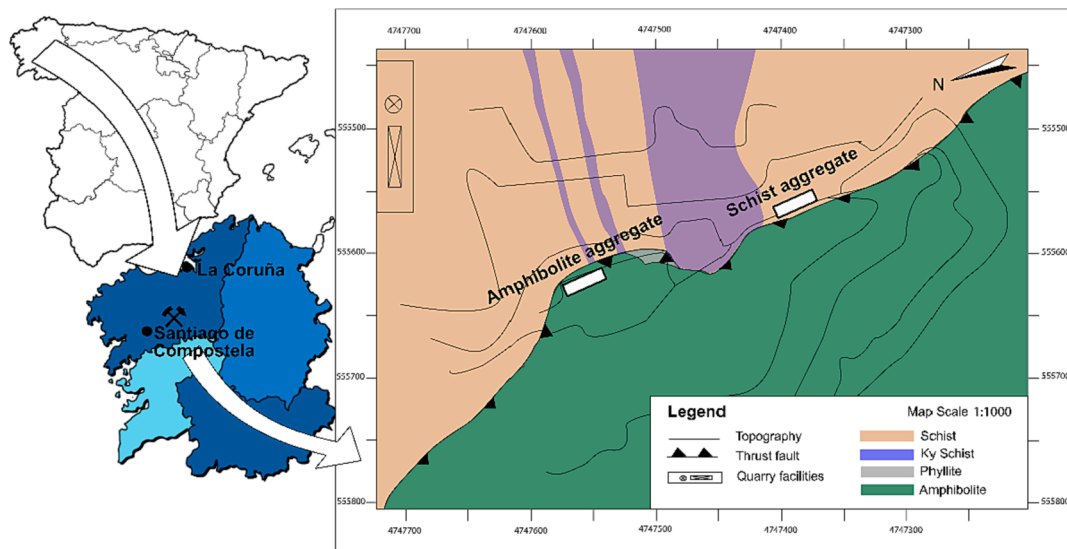 4747700 4747600 4747500 4747400 4747300
N
555500
555600
555700
555800
Schist aggregate
Amphibolite aggregate
La Coruña
Santiago de
Compostela
Legend Map Scale 1:1000
Topography
Thrust fault
Quarry facilities
Schist
Ky Schist
Phyllite
Amphibolite
4747700 4747600 4747500 4747400 4747300
555500
555600
555700
555800